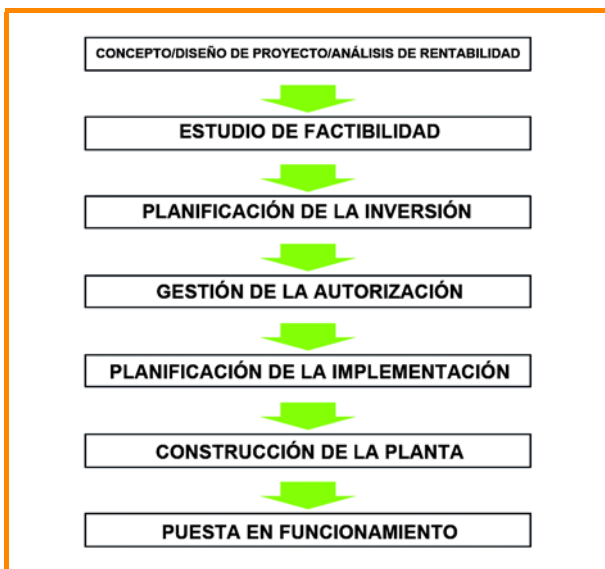 CONCEPTO/DISEÑO DE PROYECTO/ANÁLISIS DE RENTABILIDAD
ESTUDIO DE FACTIBILIDAD
PLANIFICACIÓN DE LA INVERSIÓN
GESTIÓN DE LA AUTORIZACIÓN
PLANIFICACIÓN DE LA IMPLEMENTACIÓN
CONSTRUCCIÓN DE LA PLANTA
PUESTA EN FUNCIONAMIENTO